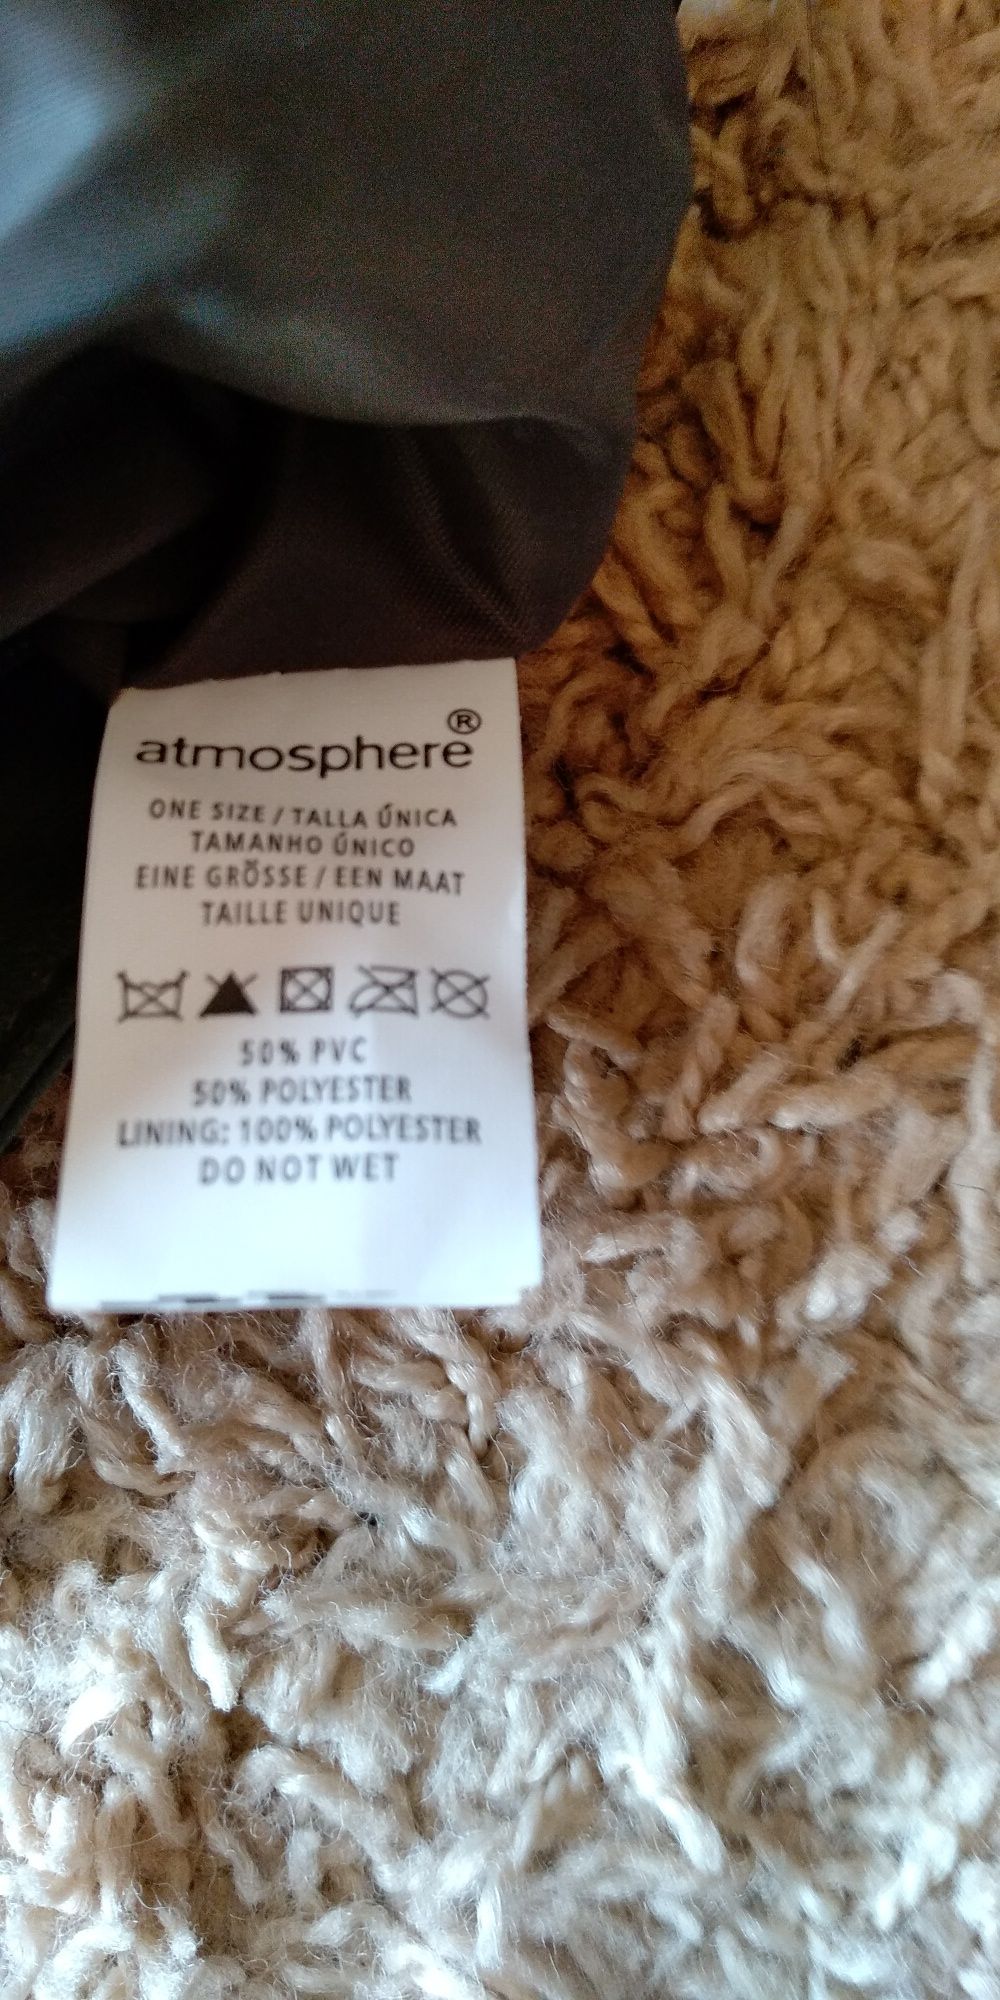 atmosphere®
ONE SIZE / TALLA ÚNICA
TAMANHO ÚNICO
EINE GRÖSSE / EEN MAAT
TAILLE UNIQUE
50% PVC
50% POLYESTER
LINING: 100% POLYESTER
DO NOT WET